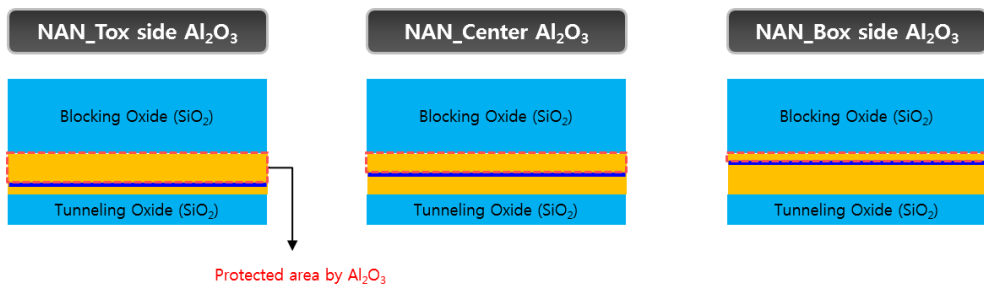 NAN_Tox side Al₂O₃
NAN_Center Al₂O₃
NAN_Box side Al₂O₃
Blocking Oxide (SiO₂)
Blocking Oxide (SiO₂)
Blocking Oxide (SiO₂)
Tunneling Oxide (SiO₂)
Tunneling Oxide (SiO₂)
Tunneling Oxide (SiO₂)
Protected area by Al₂O₃